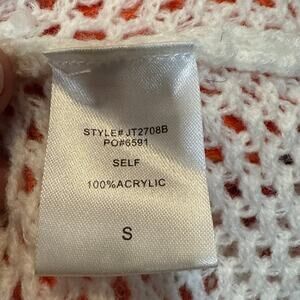 STYLE# JT2708B
PO#6591
SELF
100%ACRYLIC
S